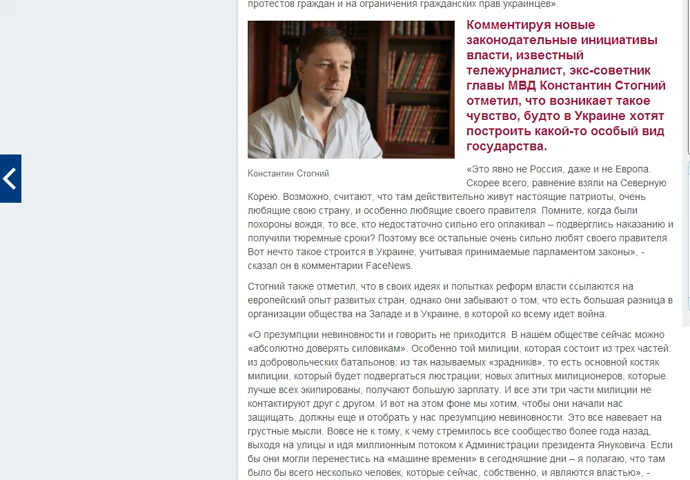 протестов граждан и на ограничения гражданских прав украинцев».
Комментируя новые
законодательные инициативы
власти, известный
тележурналист, экс-советник
главы МВД Константин Стогний
отметил, что возникает такое
чувство, будто в Украине хотят
построить какой-то особый вид
государства.
Константин Стогний
«Это явно не Россия, даже и не Европа.
Скорее всего, равнение взяли на Северную
Корею. Возможно, считают, что там действительно живут настоящие патриоты, очень
любящие свою страну, и особенно любящие своего правителя. Помните, когда были
похороны вождя, то все, кто недостаточно сильно его оплакивал – подверглись наказанию и
получили тюремные сроки? Поэтому все остальные очень сильно любят своего правителя.
Вот нечто такое строится в Украине, учитывая принимаемые парламентом законы», -
сказал он в комментарии FaceNews.
Стогний также отметил, что в своих идеях и попытках реформ власти ссылаются на
европейский опыт развитых стран, однако они забывают о том, что есть большая разница в
организации общества на Западе и в Украине, в которой ко всему идет война.
«О презумпции невиновности и говорить не приходится. В нашем обществе сейчас можно
«абсолютно доверять силовикам». Особенно той милиции, которая состоит из трех частей:
из добровольческих батальонов; из так называемых «зрадників», то есть основной костяк
милиции, который будет подвергаться люстрации; новых элитных милиционеров, которые
лучше всех экипированы, получают большую зарплату. И все эти три части милиции не
контактируют друг с другом. И вот на этом фоне мы хотим, чтобы они начали нас
защищать, должны еще и отобрать у нас презумпцию невиновности. Это все навевает на
грустные мысли. Вовсе не к тому, к чему стремилось все сообщество более года назад,
выходя на улицы и идя миллионным потоком к Администрации президента Януковича. Если
бы они могли перенестись на «машине времени» в сегодняшние дни – я полагаю, что там
было бы всего несколько человек, которые сейчас, собственно, и являются властью», -